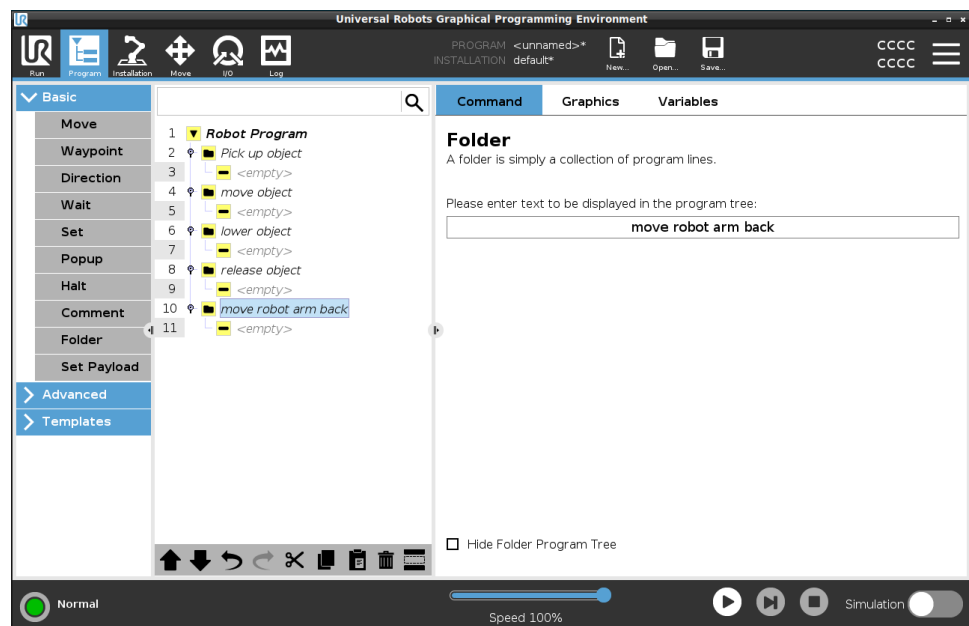 Universal Robots Graphical Programming Environment
UR
Run
Program
Installation
Move
I/O
Log
PROGRAM <unnamed>*
INSTALLATION default*
New...
Open...
Save...
CCCC
CCCC
Basic
Move
Waypoint
Direction
Wait
Set
Popup
Halt
Comment
Folder
Set Payload
Advanced
Templates
1 Robot Program
2 Pick up object
3 <empty>
4 move object
5 <empty>
6 lower object
7 <empty>
8 release object
9 <empty>
10 move robot arm back
11 <empty>
Command Graphics Variables
Folder
A folder is simply a collection of program lines.
Please enter text to be displayed in the program tree:
move robot arm back
Hide Folder Program Tree
Normal
Speed 100%
Simulation